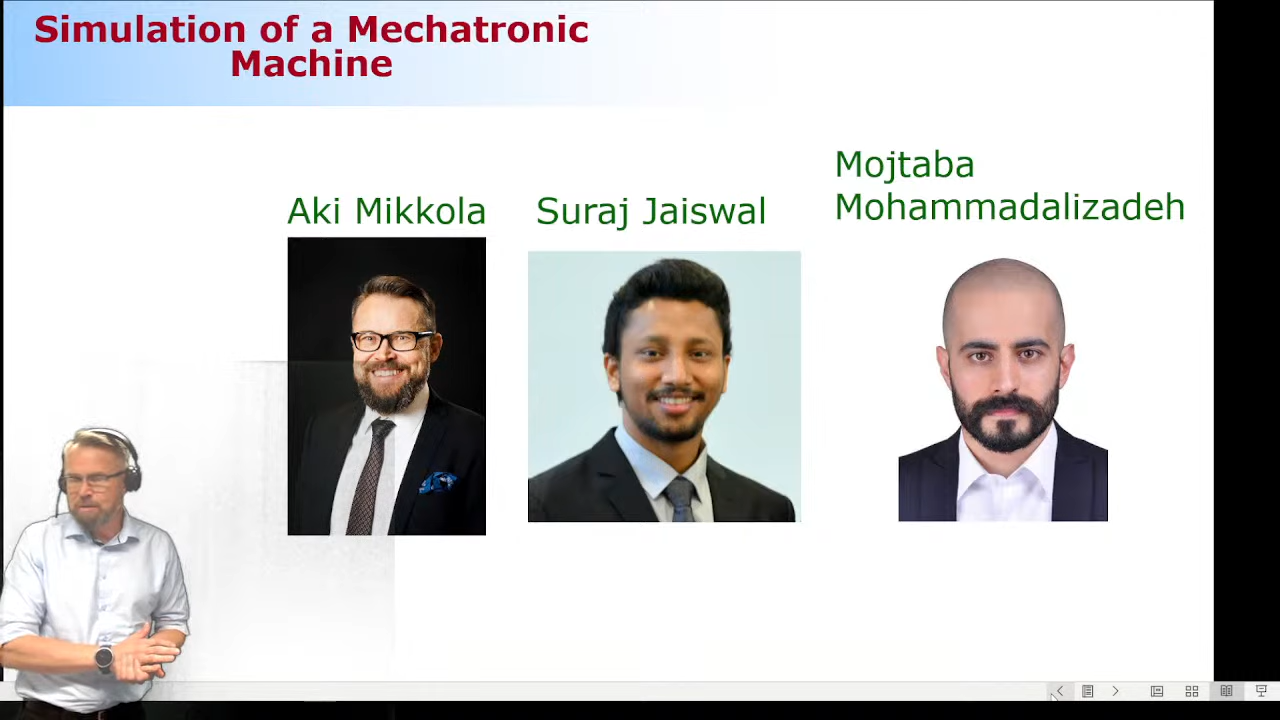 Simulation of a Mechatronic
Machine
Aki Mikkola
Suraj Jaiswal
Mojtaba
Mohammadalizadeh